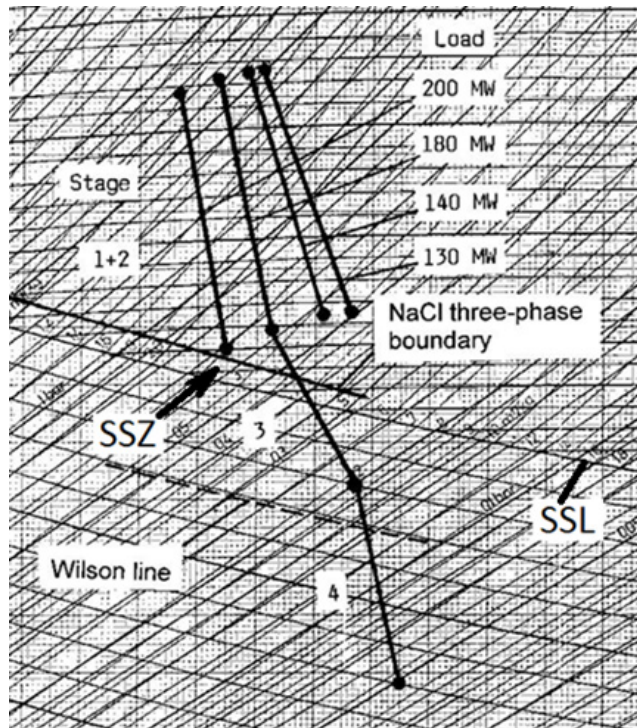 Load
200 MW
180 MW
Stage
140 MW
1+2
130 MW
NaCl three-phase
boundary
SSZ
3
SSL
Wilson line
4